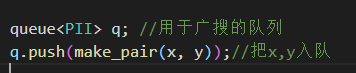 queue<PII> q; //用于广搜的队列
q.push(make_pair(x, y));//把x,y入队